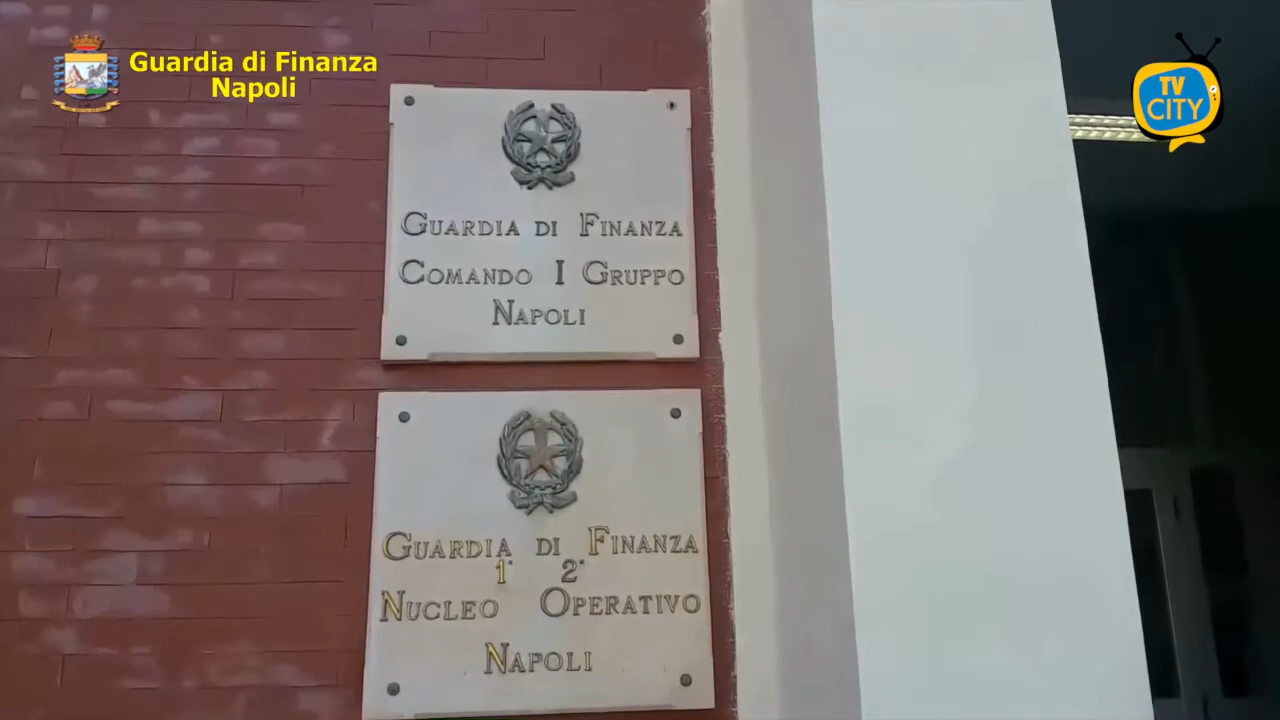 Guardia di Finanza
Napoli
TV
CITY
GUARDIA DI FINANZA
COMANDO I GRUPPO
NAPOLI
GUARDIA DI FINANZA
1° 2°
NUCLEO OPERATIVO
NAPOLI